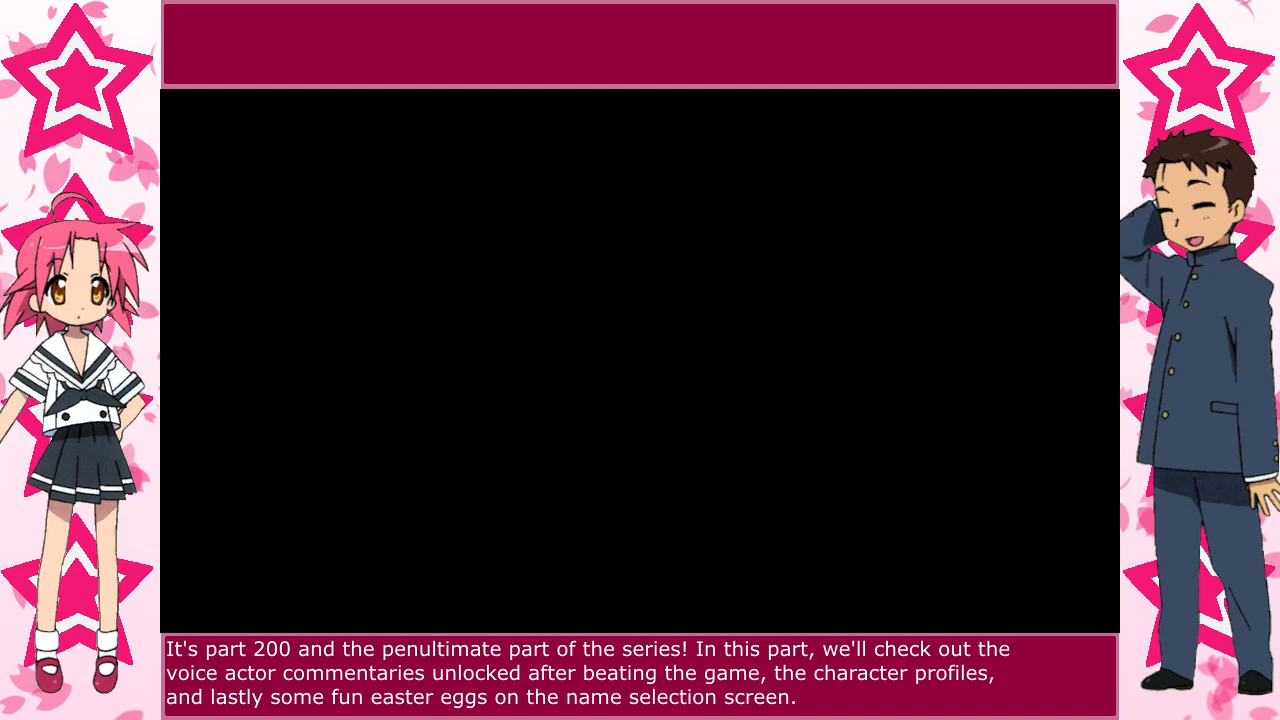 It's part 200 and the penultimate part of the series! In this part, we'll check out the
voice actor commentaries unlocked after beating the game, the character profiles,
and lastly some fun easter eggs on the name selection screen.